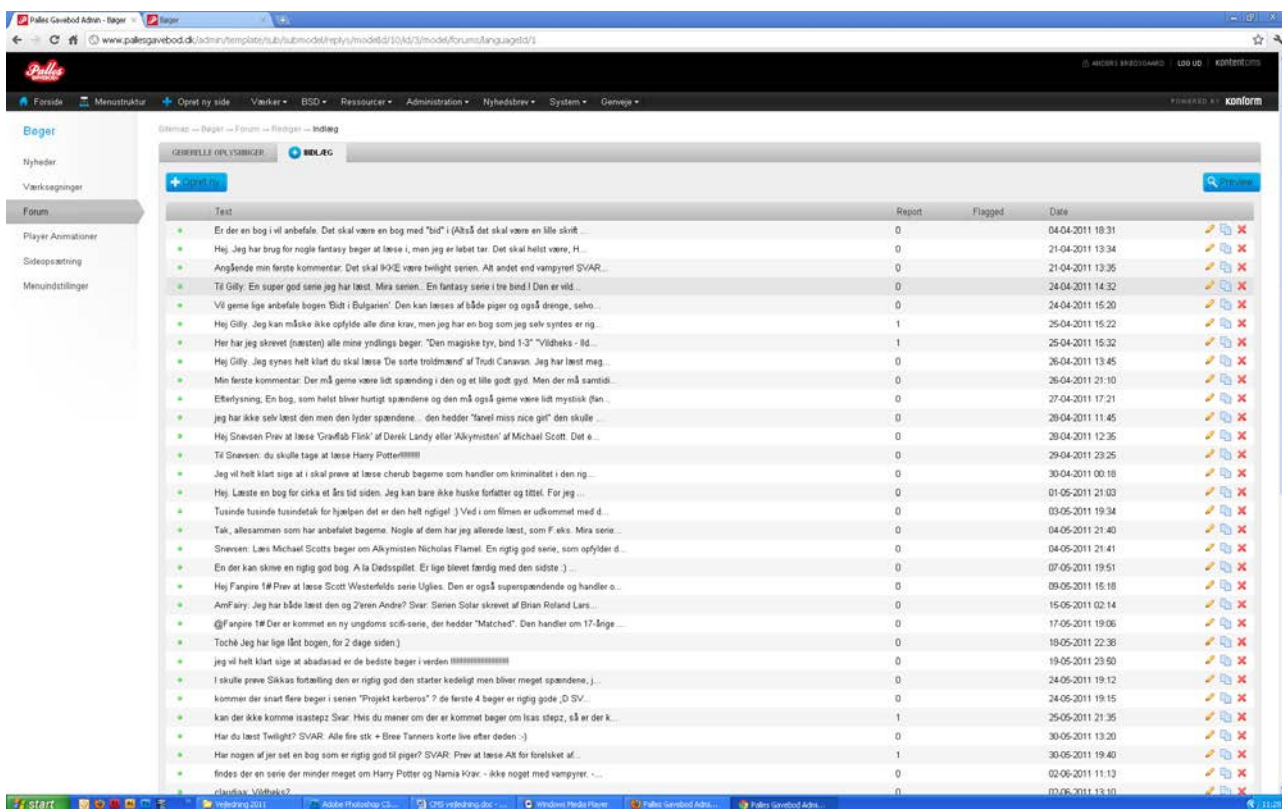 Palles Gavebod Admin - Bøger
Bøger
www.pallesgavebod.dk/admin/template/sub/submodel/replys/modelId/10/id/3/model/forums/languageId/1
Palles
GAVEBOD
LOG UD
kontentcms
Forside
Menustruktur
Opret ny side
Værker
BSD
Ressourcer
Administration
Nyhedsbrev
System
Genveje
POWERED BY konform
Bøger
Nyheder
Værksøgninger
Forum
Player Animationer
Sideopsætning
Menuindstillinger
Sitemap → Bøger → Forum → Rediger → Indlæg
GENERELLE OPLYSNINGER
INDLÆG
Opret ny
Preview
Text Report Flagged Date
Er der en bog i vil anbefale. Det skal være en bog med "bid" i (Altså det skal være en lille skrift ... 0 04-04-2011 18:31
Hej. Jeg har brug for nogle fantasy bøger at læse i, men jeg er løbet tør. Det skal helst være, H... 0 21-04-2011 13:34
Angående min første kommentar: Det skal IKKE være twilight serien. Alt andet end vampyrer! SVAR... 0 21-04-2011 13:35
Til Gilly: En super god serie jeg har læst. Mira serien.. En fantasy serie i tre bind.! Den er vild... 0 24-04-2011 14:32
Vil gerne lige anbefale bogen 'Bidt i Bulgarien'. Den kan læses af både piger og også drenge, selvo... 0 24-04-2011 15:20
Hej Gilly. Jeg kan måske ikke opfylde alle dine krav, men jeg har en bog som jeg selv syntes er rig... 1 25-04-2011 15:22
Her har jeg skrevet (næsten) alle mine yndlings bøger: "Den magiske tyv, bind 1-3" "Vildheks - Ild... 1 25-04-2011 15:32
Hej Gilly. Jeg synes helt klart du skal læse 'De sorte troldmænd' af Trudi Canavan. Jeg har læst meg... 0 26-04-2011 13:45
Min første kommentar: Der må gerne være lidt spænding i den og et lille godt gyd. Men der må samtidi... 0 26-04-2011 21:10
Efterlysning; En bog, som helst bliver hurtigt spændene og den må også gerne være lidt mystisk (fan... 0 27-04-2011 17:21
jeg har ikke selv læst den men den lyder spændene... den hedder "farvel miss nice girl" den skulle ... 0 28-04-2011 11:45
Hej Snøvsen Prøv at læse 'Gravflab Flink' af Derek Landy eller 'Alkymisten' af Michael Scott. Det e... 0 28-04-2011 12:35
Til Snøvsen: du skulle tage at læse Harry Potter!!!!!!!!! 0 29-04-2011 23:25
Jeg vil helt klart sige at i skal prøve at læse cherub bøgerne som handler om kriminalitet i den rig... 0 30-04-2011 00:18
Hej. Læste en bog for cirka et års tid siden. Jeg kan bare ikke huske forfatter og tittel. For jeg ... 0 01-05-2011 21:03
Tusinde tusinde tusindetak for hjælpen det er den helt rigtige! :) Ved i om filmen er udkommet med d... 0 03-05-2011 19:34
Tak, allesammen som har anbefalet bøgerne. Nogle af dem har jeg allerede læst, som F.eks. Mira serie... 0 04-05-2011 21:40
Snøvsen: Læs Michael Scotts bøger om Alkymisten Nicholas Flamel. En rigtig god serie, som opfylder d... 0 04-05-2011 21:41
En der kan skrive en rigtig god bog. A la Dødsspillet. Er lige blevet færdig med den sidste :) ... 0 07-05-2011 19:51
Hej Fanpire 1# Prøv at læse Scott Westerfelds serie Uglies. Den er også superspændende og handler o... 0 09-05-2011 15:18
AmFairy: Jeg har både læst den og 2'eren Andre? Svar: Serien Solar skrevet af Brian Roland Lars... 0 15-05-2011 02:14
@Fanpire 1# Der er kommet en ny ungdoms scifi-serie, der hedder "Matched". Den handler om 17-årige ... 0 17-05-2011 19:06
Tochè Jeg har lige lånt bogen, for 2 dage siden:) 0 18-05-2011 22:38
jeg vil helt klart sige at abadasad er de bedste bøger i verden !!!!!!!!!!!!!!!!!!!!!!!!! 0 19-05-2011 23:50
I skulle prøve Sikkas fortælling den er rigtig god den starter kedeligt men bliver meget spændene, j... 0 24-05-2011 19:12
kommer der snart flere bøger i serien "Projekt kerberos" ? de første 4 bøger er rigtig gode ;D SV... 0 24-05-2011 19:15
kan der ikke komme isastepz Svar: Hvis du mener om der er kommet bøger om Isas stepz, så er der k... 1 25-05-2011 21:35
Har du læst Twilight? SVAR: Alle fire stk + Bree Tanners korte liv efter døden :-) 0 30-05-2011 13:20
Har nogen af jer set en bog som er rigtig god til piger? SVAR: Prøv at læse Alt for forelsket af... 1 30-05-2011 19:40
findes der en serie der minder meget om Harry Potter og Narnia Krav: - ikke noget med vampyrer. -... 0 02-06-2011 11:13
claudiaa: Vildheks? 0 02-06-2011 13:10
start
Vejledning 2011
Adobe Photoshop CS...
CMS vejledning.doc - ...
Windows Media Player
Palles Gavebod Adm...
Palles Gavebod Adm...